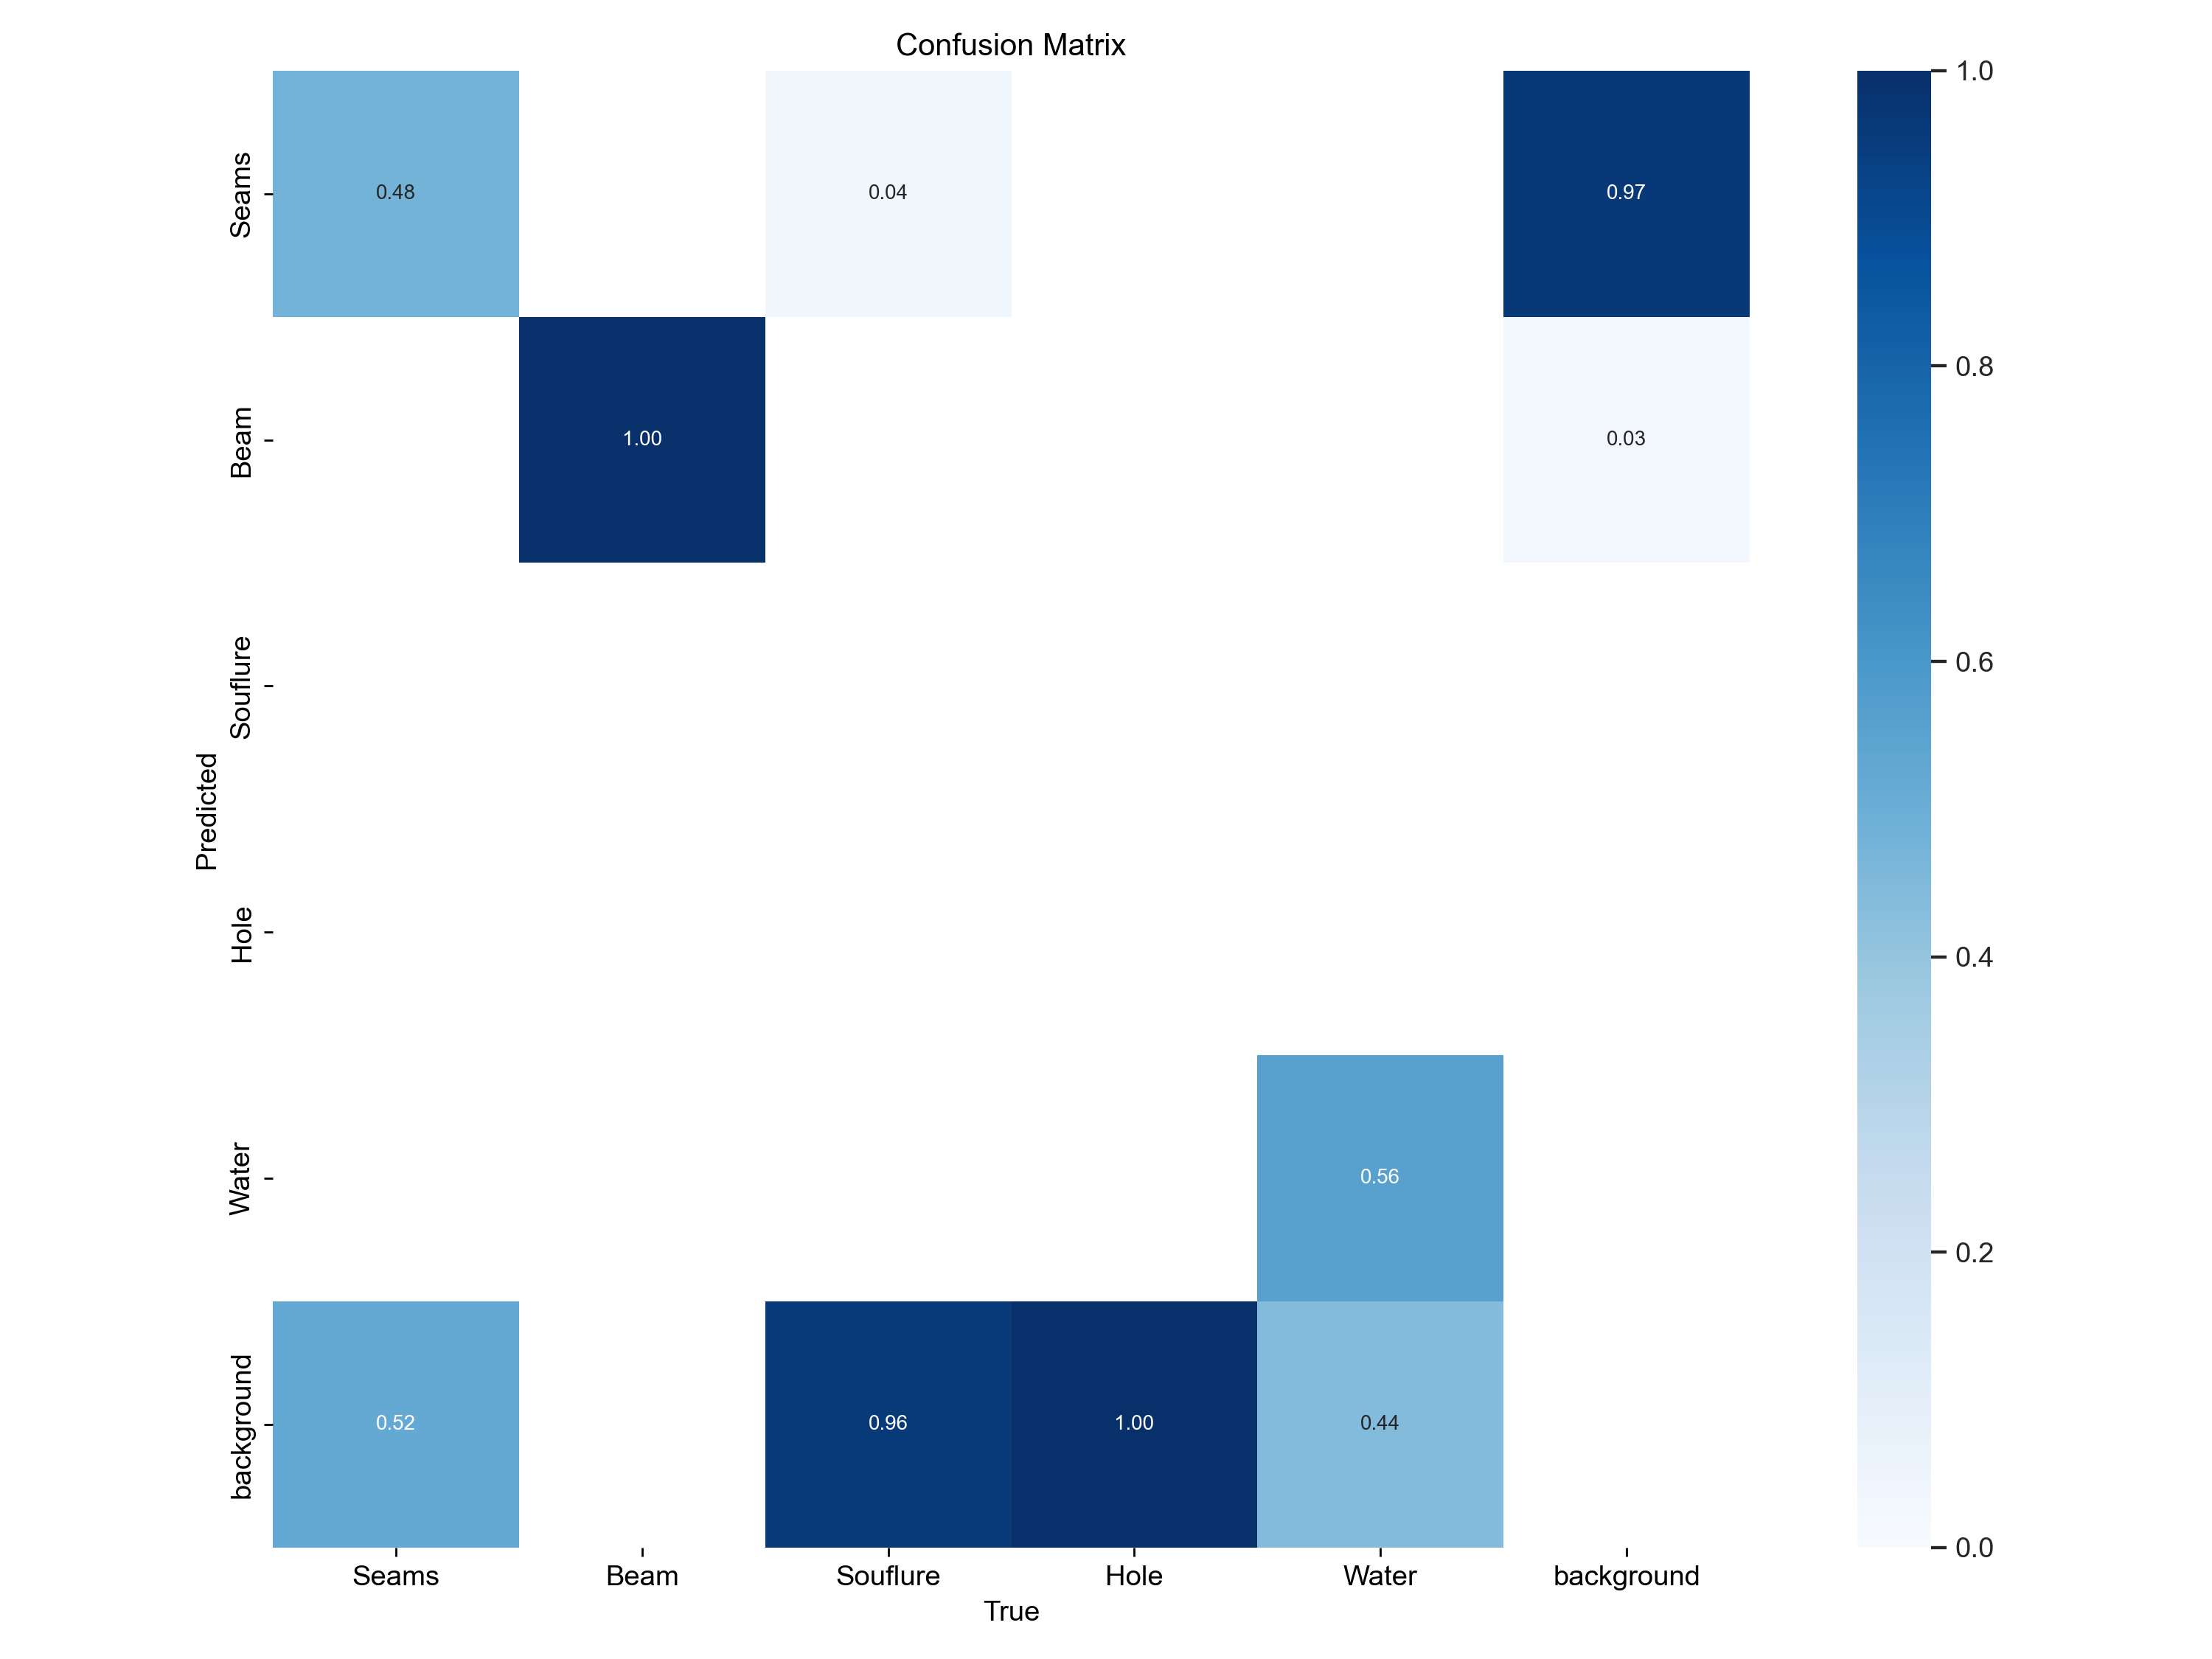 Confusion Matrix
Seams
0.48
0.04
0.97
Beam
1.00
0.03
Souflure
Hole
Water
0.56
background
0.52
0.96
1.00
0.44
Predicted
Seams
Beam
Souflure
Hole
Water
background
True
1.0
0.8
0.6
0.4
0.2
0.0